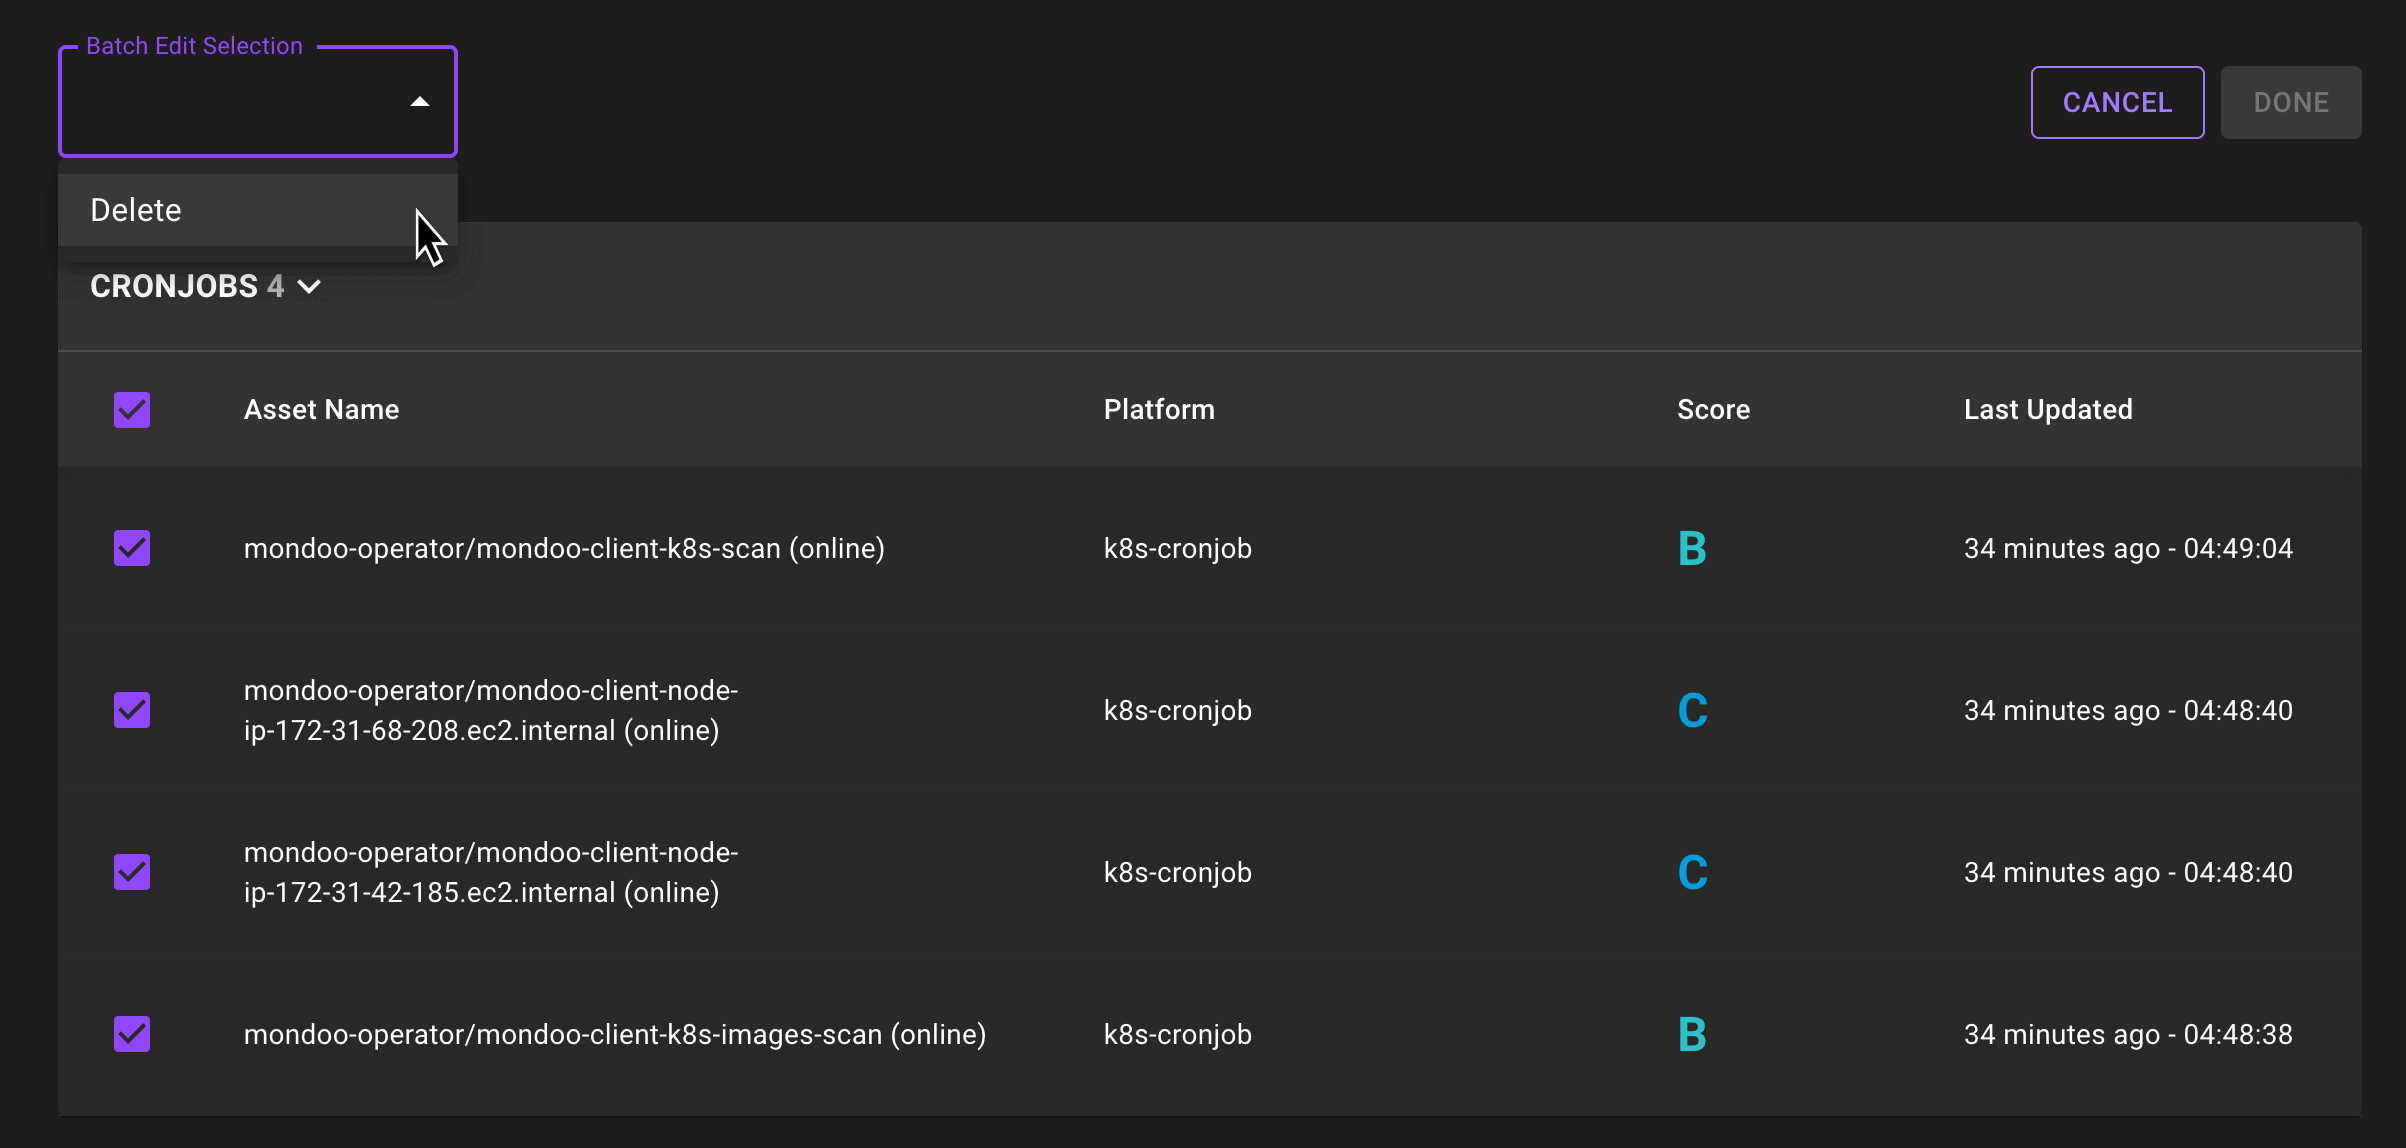 Batch Edit Selection
CANCEL
DONE
Delete
CRONJOBS 4
Asset Name Platform Score Last Updated
mondoo-operator/mondoo-client-k8s-scan (online) k8s-cronjob B 34 minutes ago - 04:49:04
mondoo-operator/mondoo-client-node-
ip-172-31-68-208.ec2.internal (online) k8s-cronjob C 34 minutes ago - 04:48:40
mondoo-operator/mondoo-client-node-
ip-172-31-42-185.ec2.internal (online) k8s-cronjob C 34 minutes ago - 04:48:40
mondoo-operator/mondoo-client-k8s-images-scan (online) k8s-cronjob B 34 minutes ago - 04:48:38